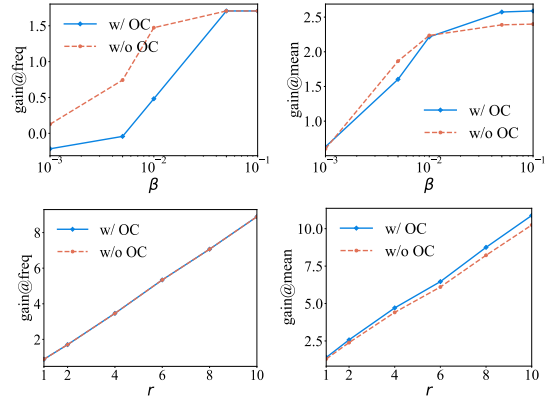 gain@freq
1.5
1.0
0.5
0.0
w/ OC
w/o OC
10⁻³
10⁻²
10⁻¹
β
gain@mean
2.5
2.0
1.5
1.0
w/ OC
w/o OC
10⁻³
10⁻²
10⁻¹
β
gain@freq
8
6
4
2
w/ OC
w/o OC
1 2 4 6 8 10
r
gain@mean
10.0
7.5
5.0
2.5
w/ OC
w/o OC
1 2 4 6 8 10
r